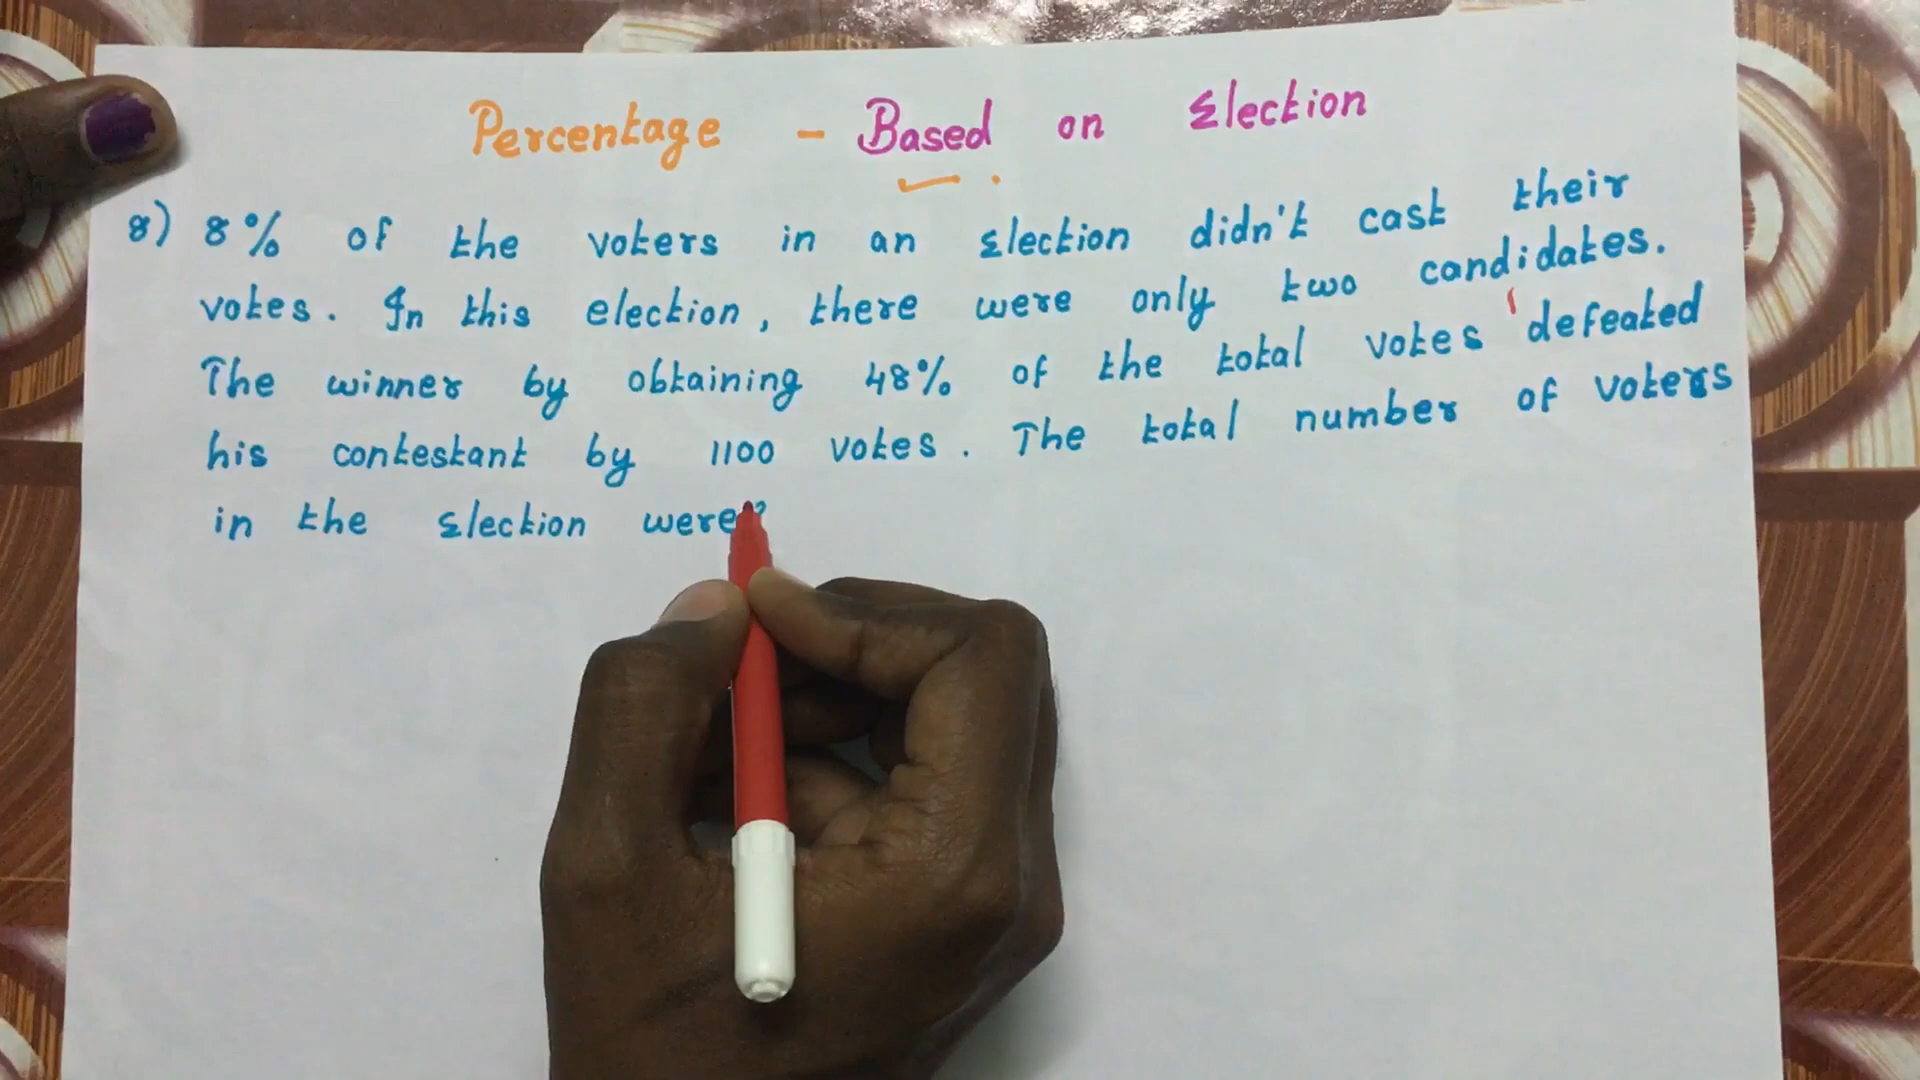 Percentage - Based on Election
8) 8% of the voters in an Election didn't cast their
votes. In this election, there were only two candidates.
The winner by obtaining 48% of the total votes defeated
his contestant by 1100 votes. The total number of voters
in the Election were?